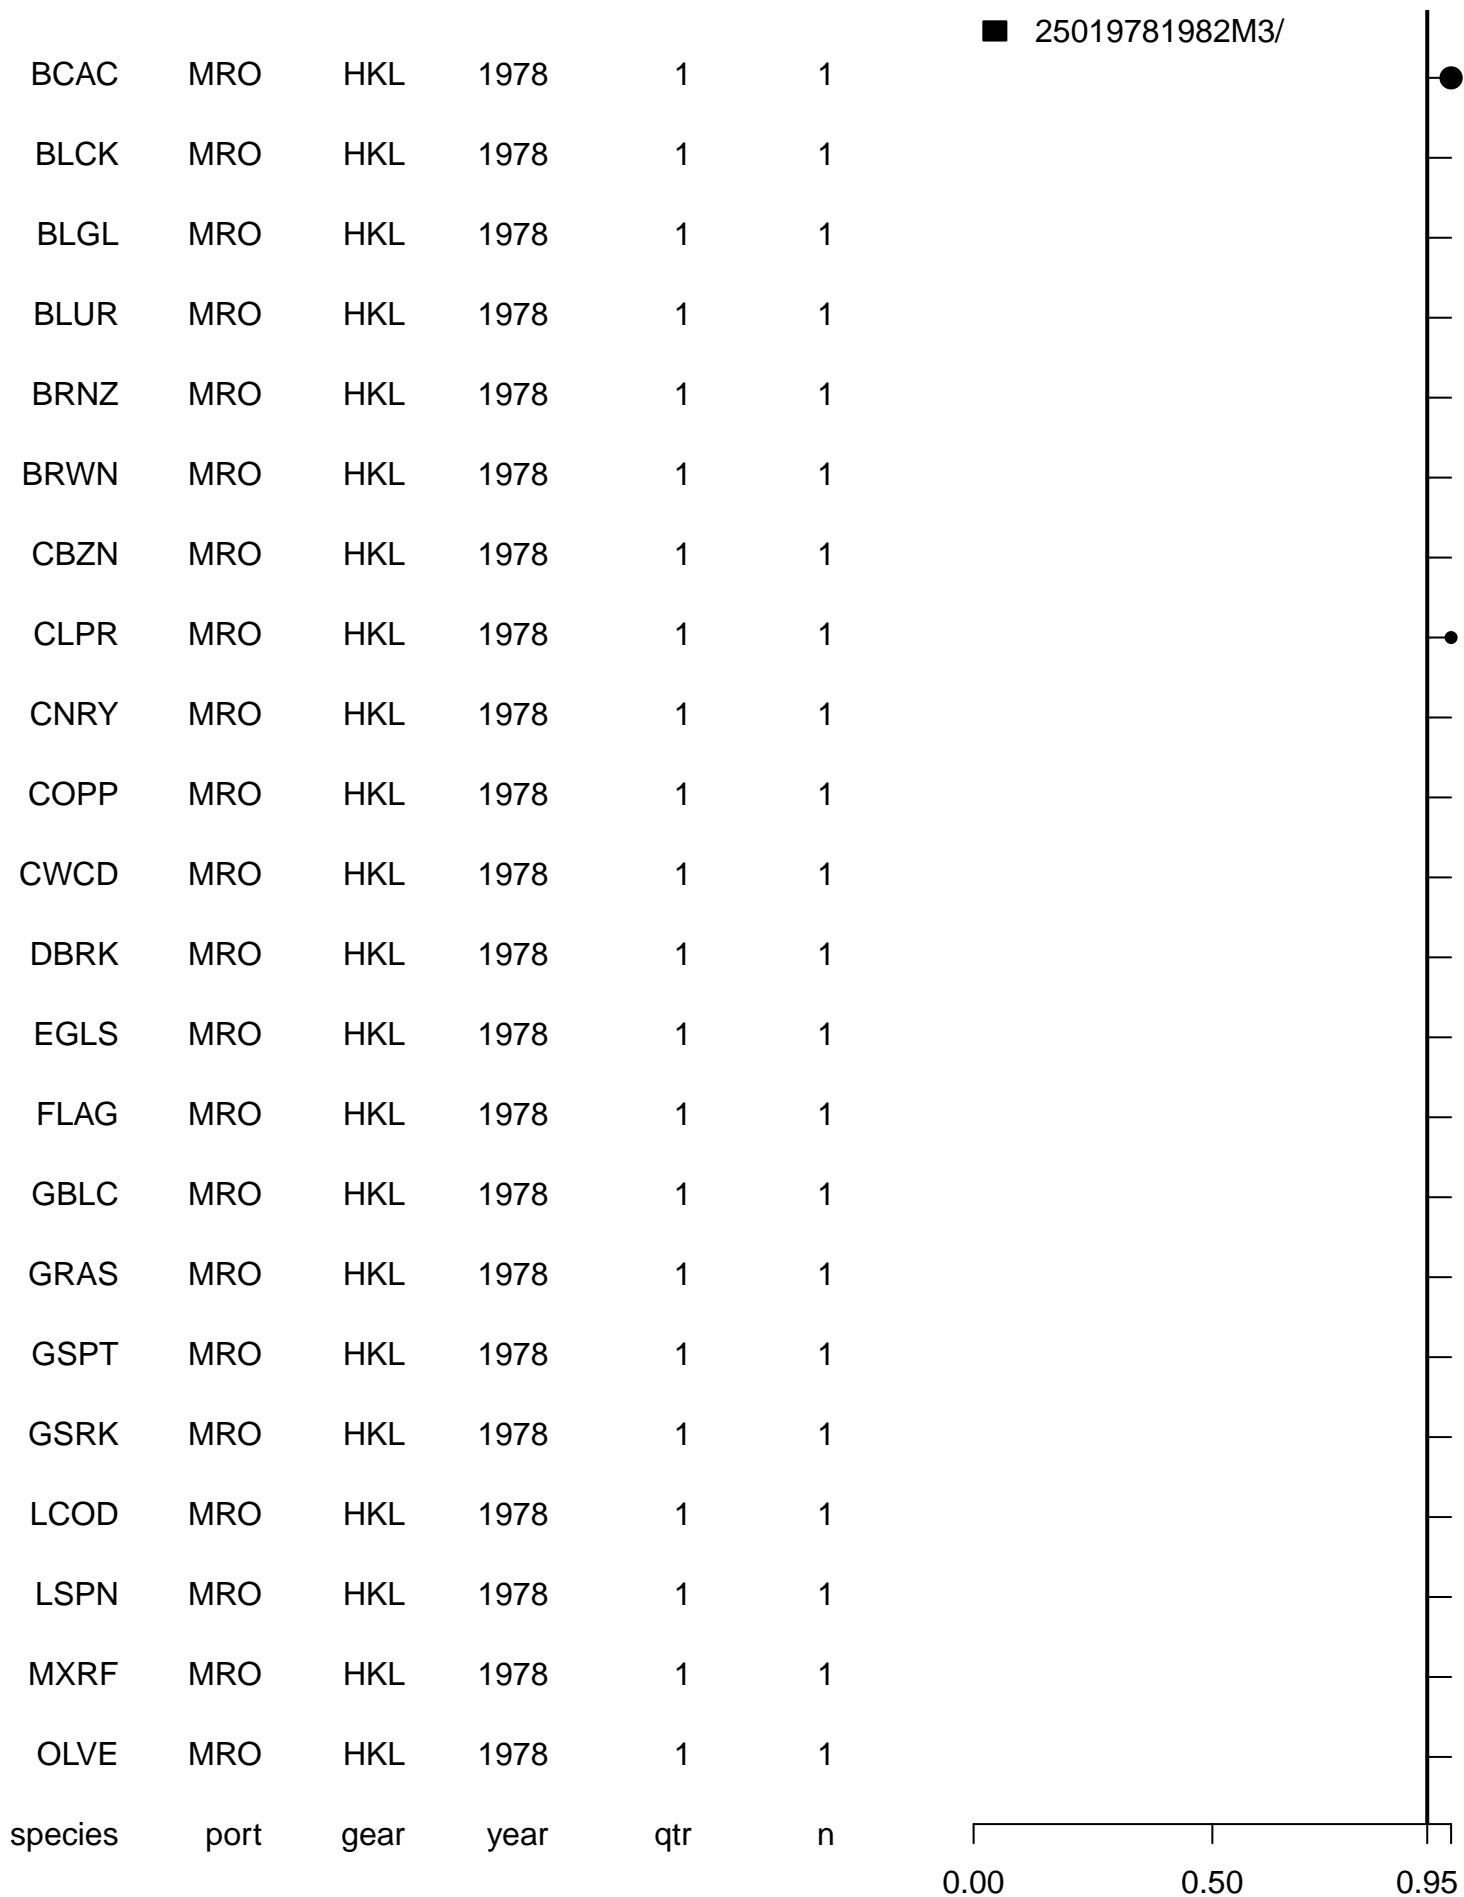 25019781982M3/
BCAC MRO HKL 1978 1 1
BLCK MRO HKL 1978 1 1
BLGL MRO HKL 1978 1 1
BLUR MRO HKL 1978 1 1
BRNZ MRO HKL 1978 1 1
BRWN MRO HKL 1978 1 1
CBZN MRO HKL 1978 1 1
CLPR MRO HKL 1978 1 1
CNRY MRO HKL 1978 1 1
COPP MRO HKL 1978 1 1
CWCD MRO HKL 1978 1 1
DBRK MRO HKL 1978 1 1
EGLS MRO HKL 1978 1 1
FLAG MRO HKL 1978 1 1
GBLC MRO HKL 1978 1 1
GRAS MRO HKL 1978 1 1
GSPT MRO HKL 1978 1 1
GSRK MRO HKL 1978 1 1
LCOD MRO HKL 1978 1 1
LSPN MRO HKL 1978 1 1
MXRF MRO HKL 1978 1 1
OLVE MRO HKL 1978 1 1
species port gear year qtr n
0.00 0.50 0.95